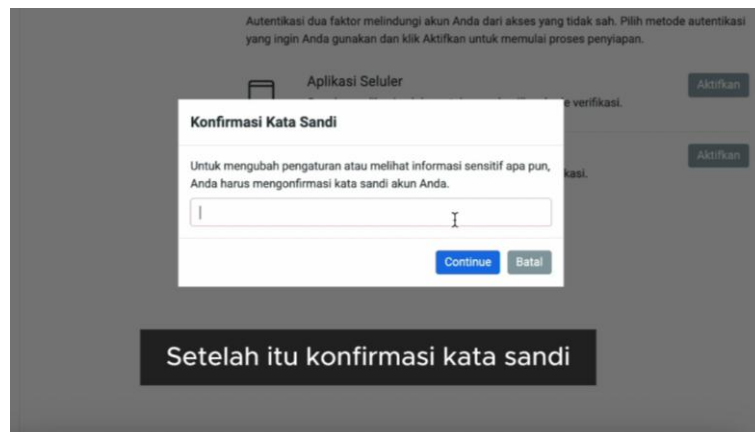 Autentikasi dua faktor melindungi akun Anda dari akses yang tidak sah. Pilih metode autentikasi
yang ingin Anda gunakan dan klik Aktifkan untuk memulai proses penyiapan.
Aplikasi Seluler
Aktifkan
e verifikasi.
Konfirmasi Kata Sandi
Aktifkan
Untuk mengubah pengaturan atau melihat informasi sensitif apa pun,
kasi.
Anda harus mengonfirmasi kata sandi akun Anda.
Continue
Batal
Setelah itu konfirmasi kata sandi